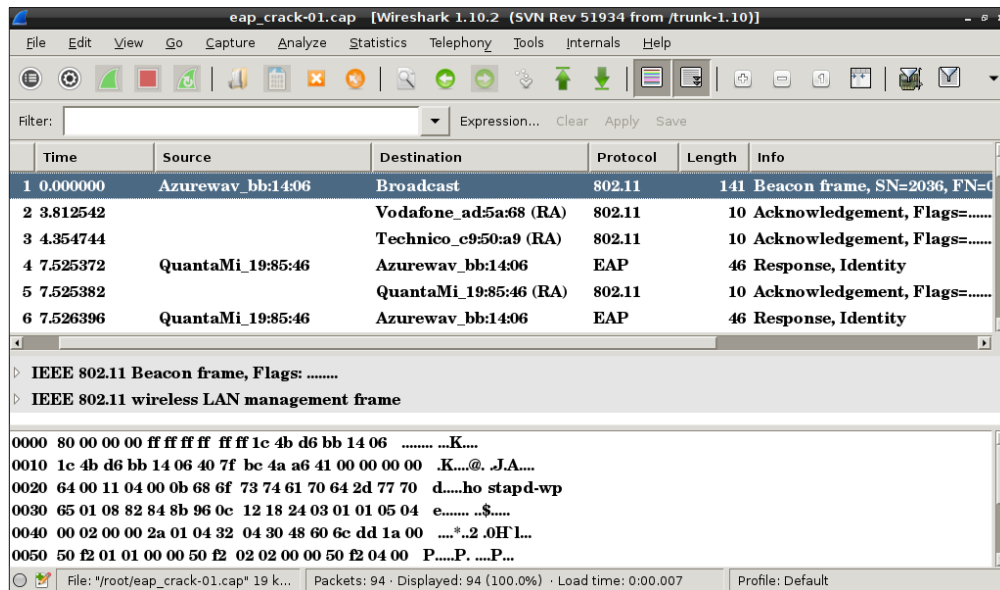 eap_crack-01.cap [Wireshark 1.10.2 (SVN Rev 51934 from /trunk-1.10)]
File Edit View Go Capture Analyze Statistics Telephony Tools Internals Help
Filter: Expression... Clear Apply Save
Time Source Destination Protocol Length Info
1 0.000000 Azurewav_bb:14:06 Broadcast 802.11 141 Beacon frame, SN=2036, FN=0
2 3.812542 Vodafone_ad:5a:68 (RA) 802.11 10 Acknowledgement, Flags=......
3 4.354744 Technico_c9:50:a9 (RA) 802.11 10 Acknowledgement, Flags=......
4 7.525372 QuantaMi_19:85:46 Azurewav_bb:14:06 EAP 46 Response, Identity
5 7.525382 QuantaMi_19:85:46 (RA) 802.11 10 Acknowledgement, Flags=......
6 7.526396 QuantaMi_19:85:46 Azurewav_bb:14:06 EAP 46 Response, Identity
IEEE 802.11 Beacon frame, Flags: ........
IEEE 802.11 wireless LAN management frame
0000 80 00 00 00 ff ff ff ff ff ff 1c 4b d6 bb 14 06 ........ ...K....
0010 1c 4b d6 bb 14 06 40 7f bc 4a a6 41 00 00 00 00 .K....@. .J.A....
0020 64 00 11 04 00 0b 68 6f 73 74 61 70 64 2d 77 70 d.....ho stapd-wp
0030 65 01 08 82 84 8b 96 0c 12 18 24 03 01 01 05 04 e....... ..$.....
0040 00 02 00 00 2a 01 04 32 04 30 48 60 6c dd 1a 00 ....*..2 .0H`l...
0050 50 f2 01 01 00 00 50 f2 02 02 00 00 50 f2 04 00 P.....P. ....P...
File: "/root/eap_crack-01.cap" 19 k... Packets: 94 · Displayed: 94 (100.0%) · Load time: 0:00.007 Profile: Default